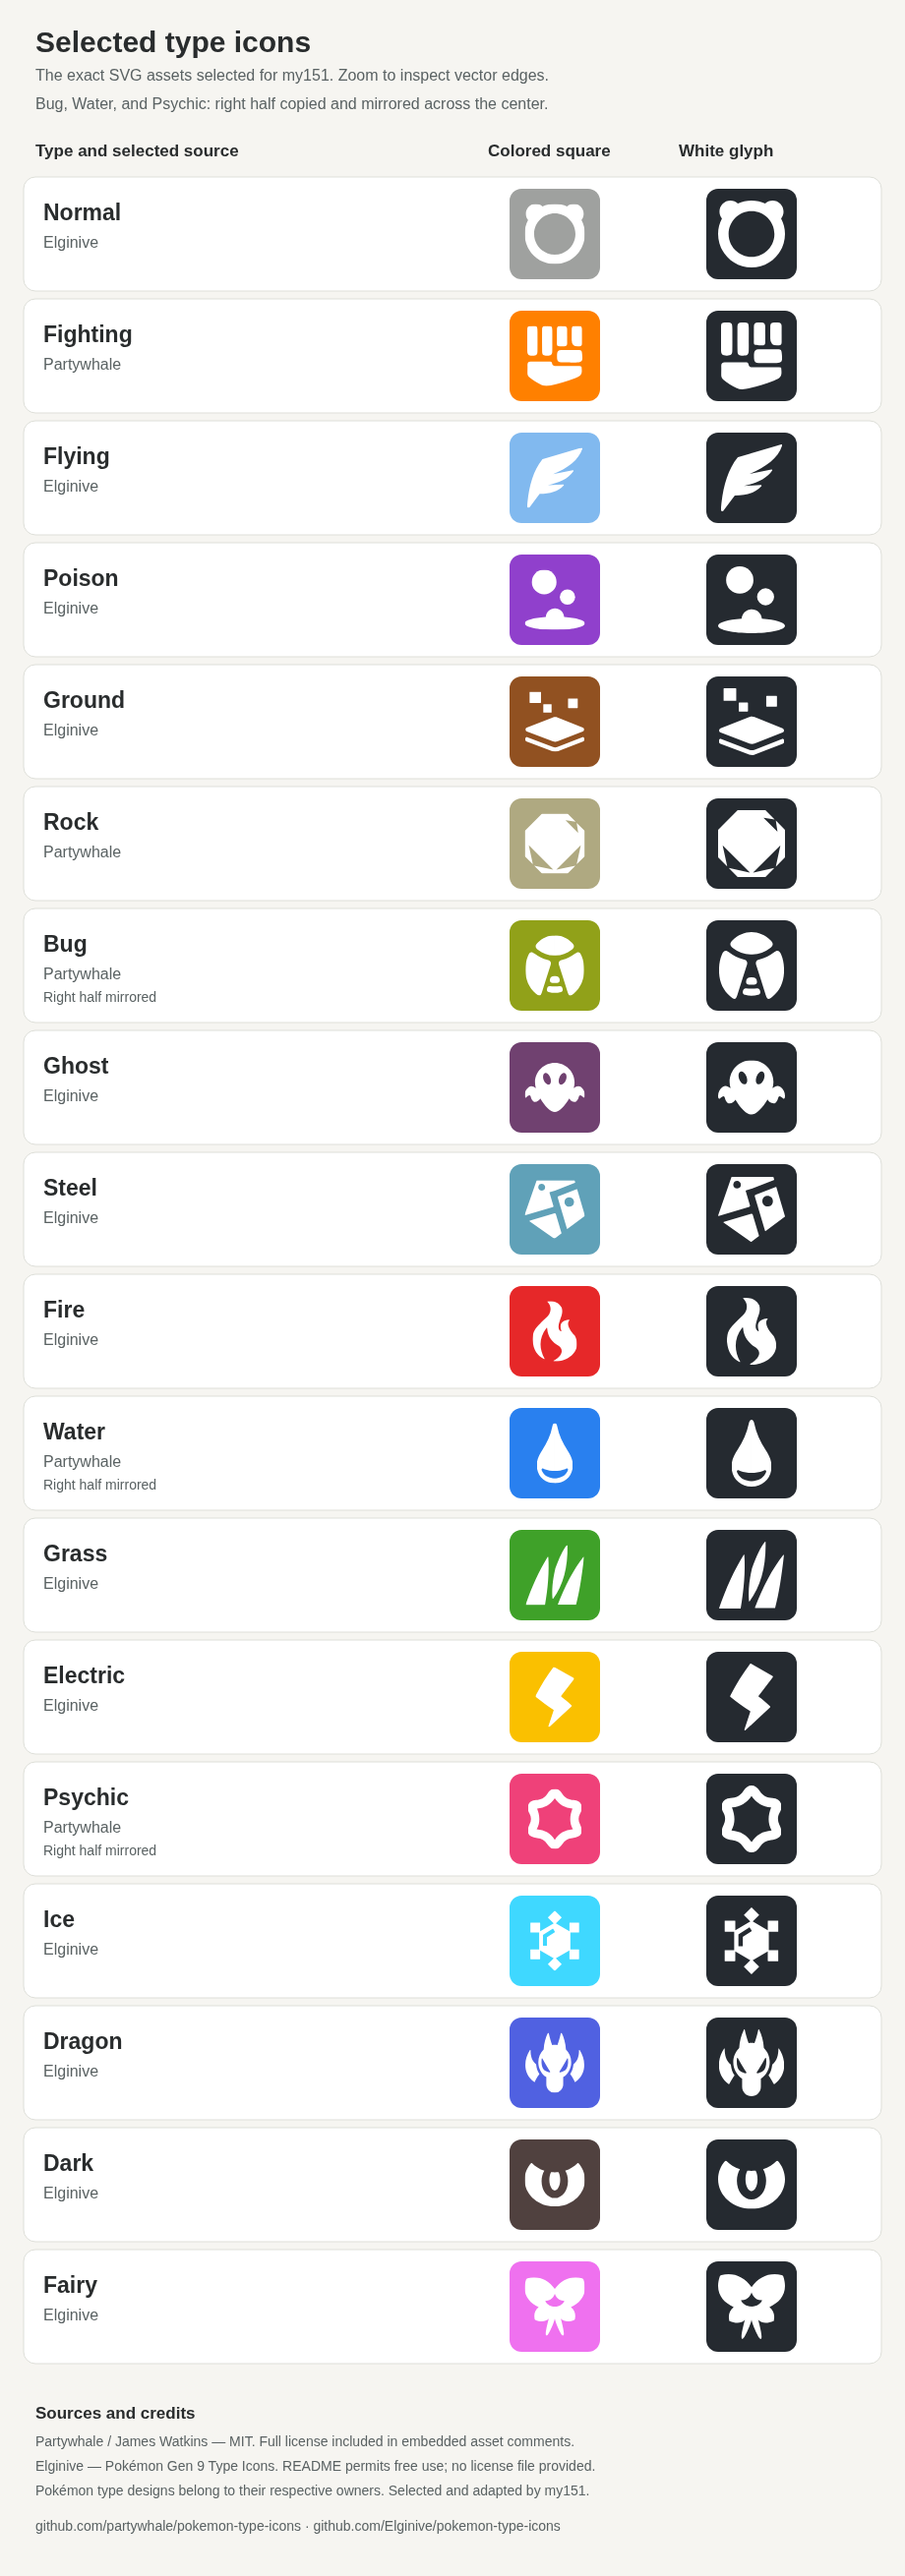 Selected type icons
The exact SVG assets selected for my151. Zoom to inspect vector edges.
Bug, Water, and Psychic: right half copied and mirrored across the center.
Type and selected source Colored square White glyph
Normal
Elginive
Fighting
Partywhale
Flying
Elginive
Poison
Elginive
Ground
Elginive
Rock
Partywhale
Bug
Partywhale
Right half mirrored
Ghost
Elginive
Steel
Elginive
Fire
Elginive
Water
Partywhale
Right half mirrored
Grass
Elginive
Electric
Elginive
Psychic
Partywhale
Right half mirrored
Ice
Elginive
Dragon
Elginive
Dark
Elginive
Fairy
Elginive
Sources and credits
Partywhale / James Watkins — MIT. Full license included in embedded asset comments.
Elginive — Pokémon Gen 9 Type Icons. README permits free use; no license file provided.
Pokémon type designs belong to their respective owners. Selected and adapted by my151.
github.com/partywhale/pokemon-type-icons · github.com/Elginive/pokemon-type-icons